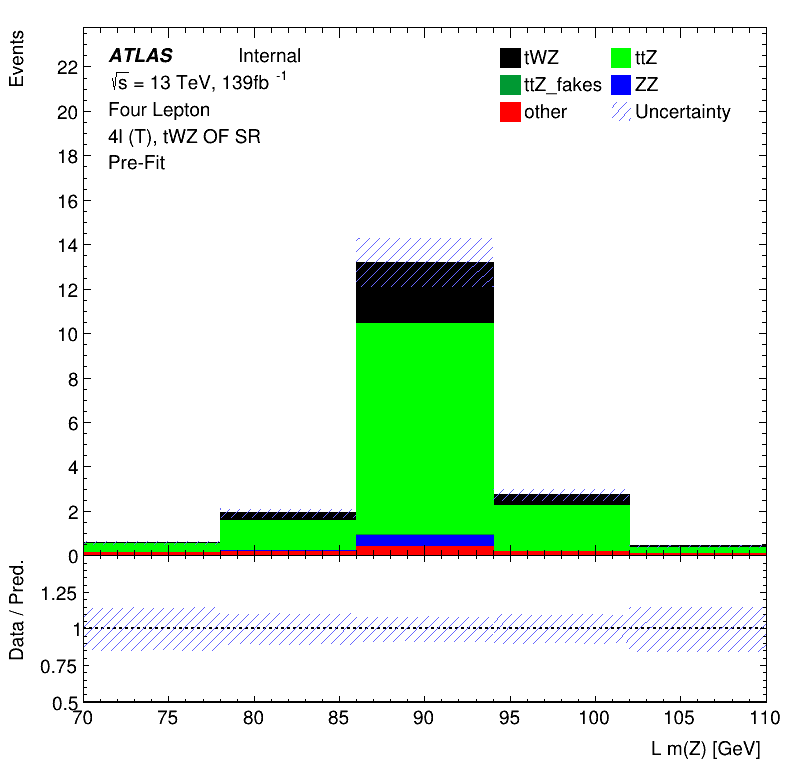 Events
ATLAS Internal
√s = 13 TeV, 139fb⁻¹
Four Lepton
4l (T), tWZ OF SR
Pre-Fit
tWZ ttZ
ttZ_fakes ZZ
other Uncertainty
22
20
18
16
14
12
10
8
6
4
2
0
Data / Pred.
1.25
1
0.75
0.5
70 75 80 85 90 95 100 105 110
L m(Z) [GeV]